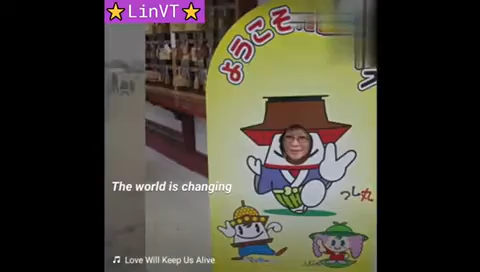 ⭐LinVT⭐
ようこそ
The world is changing
つし丸
♬ Love Will Keep Us Alive